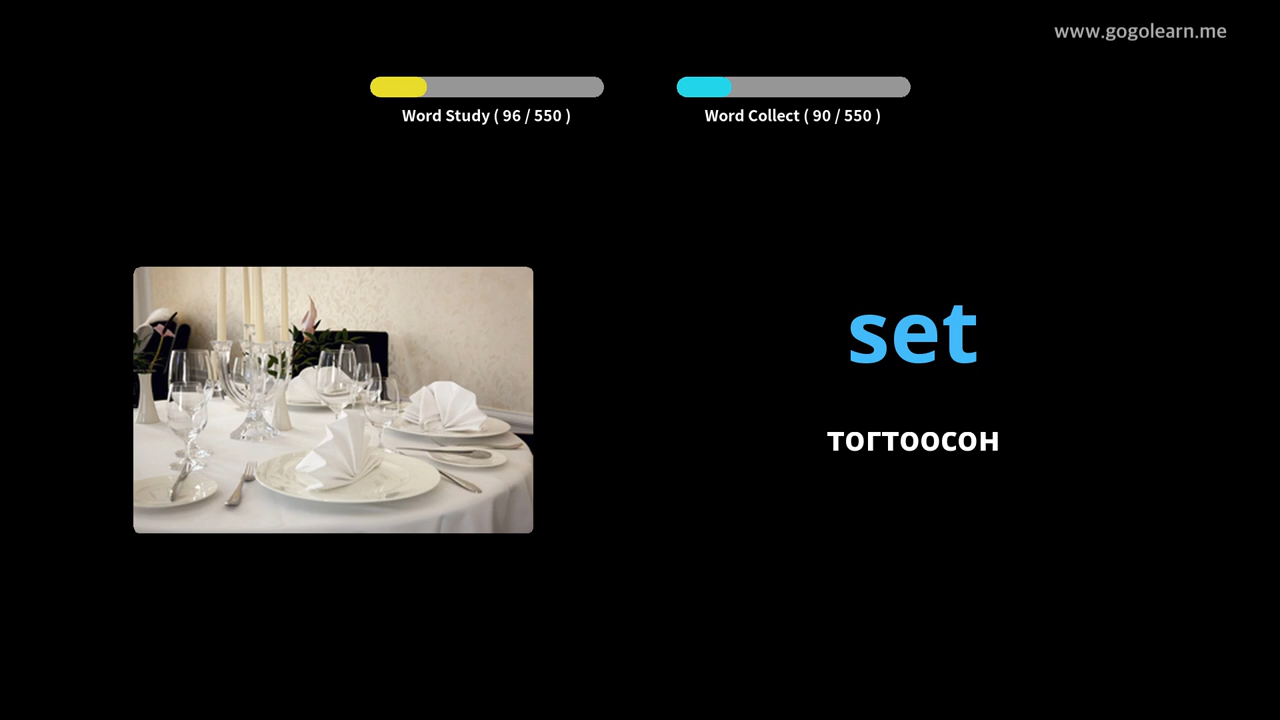 www.gogolearn.me
Word Study ( 96 / 550 )
Word Collect ( 90 / 550 )
set
тогтоосон